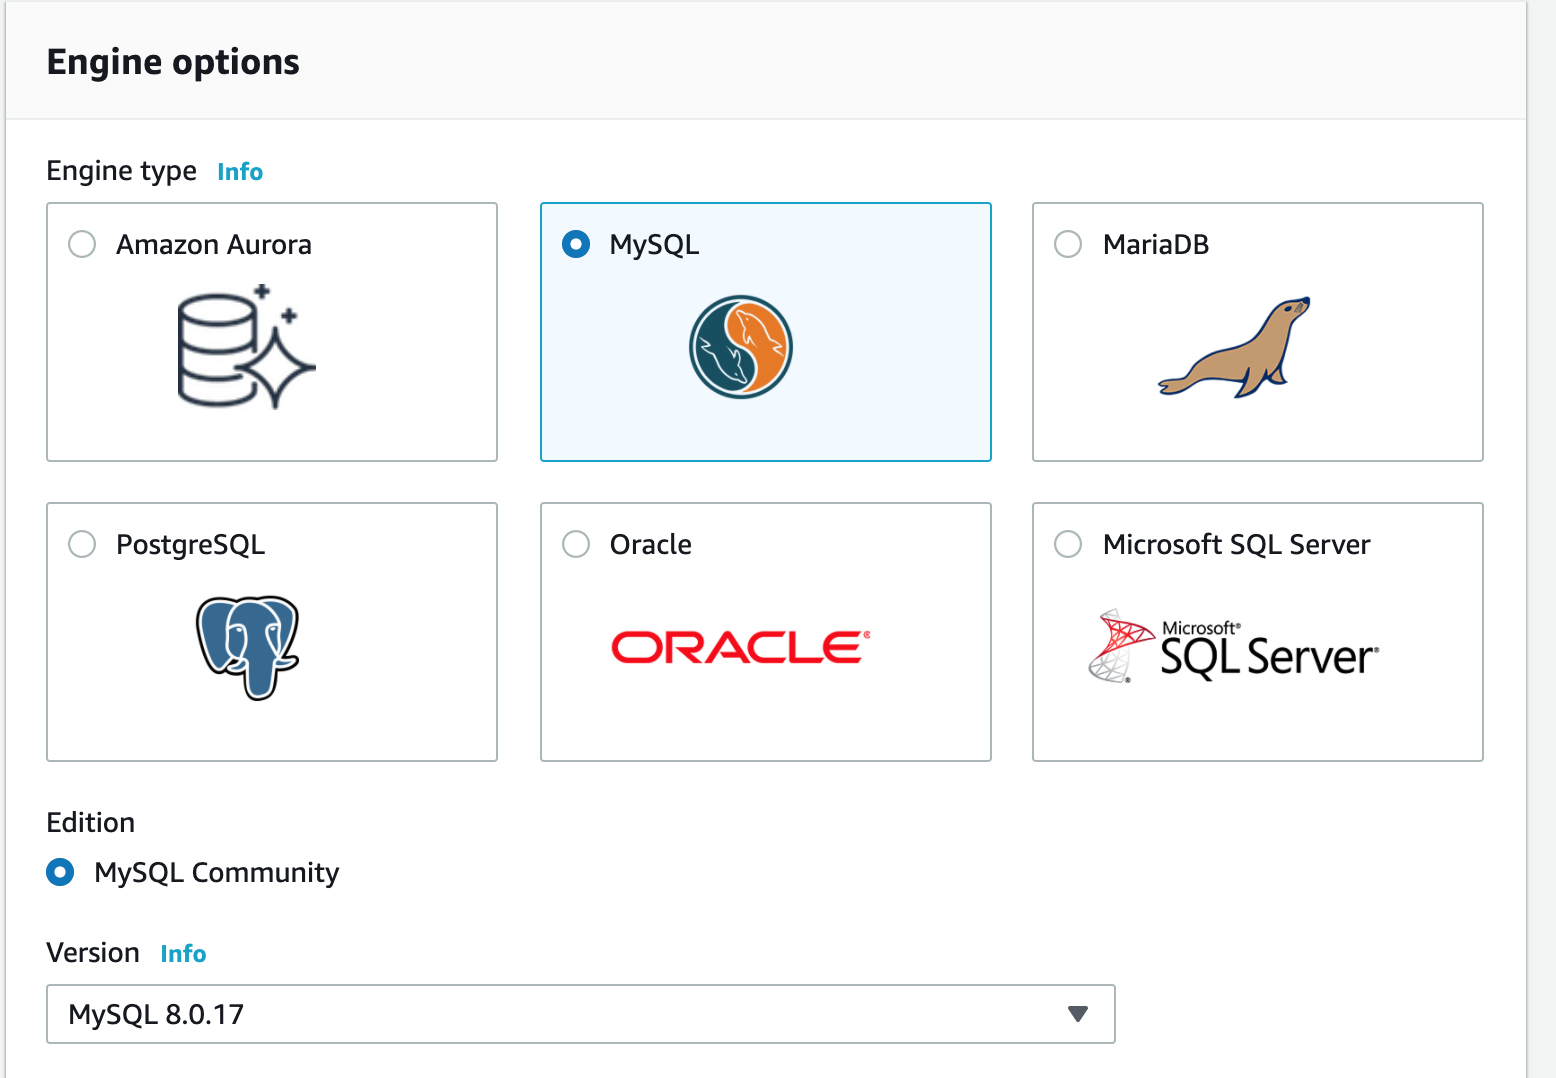 Engine options
Engine type Info
Amazon Aurora
MySQL
MariaDB
PostgreSQL
Oracle
ORACLE®
Microsoft SQL Server
Microsoft®
SQL Server®
Edition
MySQL Community
Version Info
MySQL 8.0.17